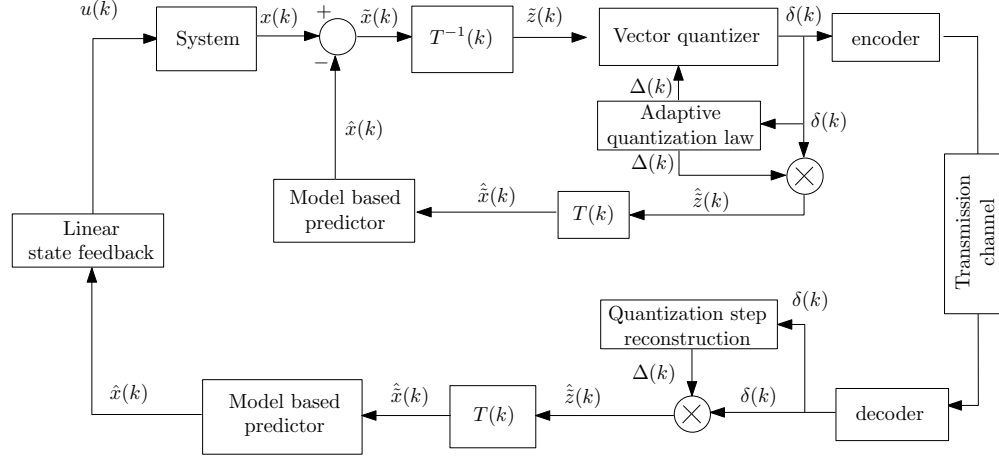 u(k)
System
x(k)
+
−
x̃(k)
T⁻¹(k)
z̃(k)
Vector quantizer
δ(k)
encoder
Δ(k)
Adaptive
quantization law
δ(k)
Δ(k)
x̂(k)
Model based
predictor
x̃̂(k)
T(k)
z̃̂(k)
Linear
state feedback
Transmission
channel
Quantization step
reconstruction
δ(k)
Δ(k)
x̂(k)
Model based
predictor
x̃̂(k)
T(k)
z̃̂(k)
δ(k)
decoder